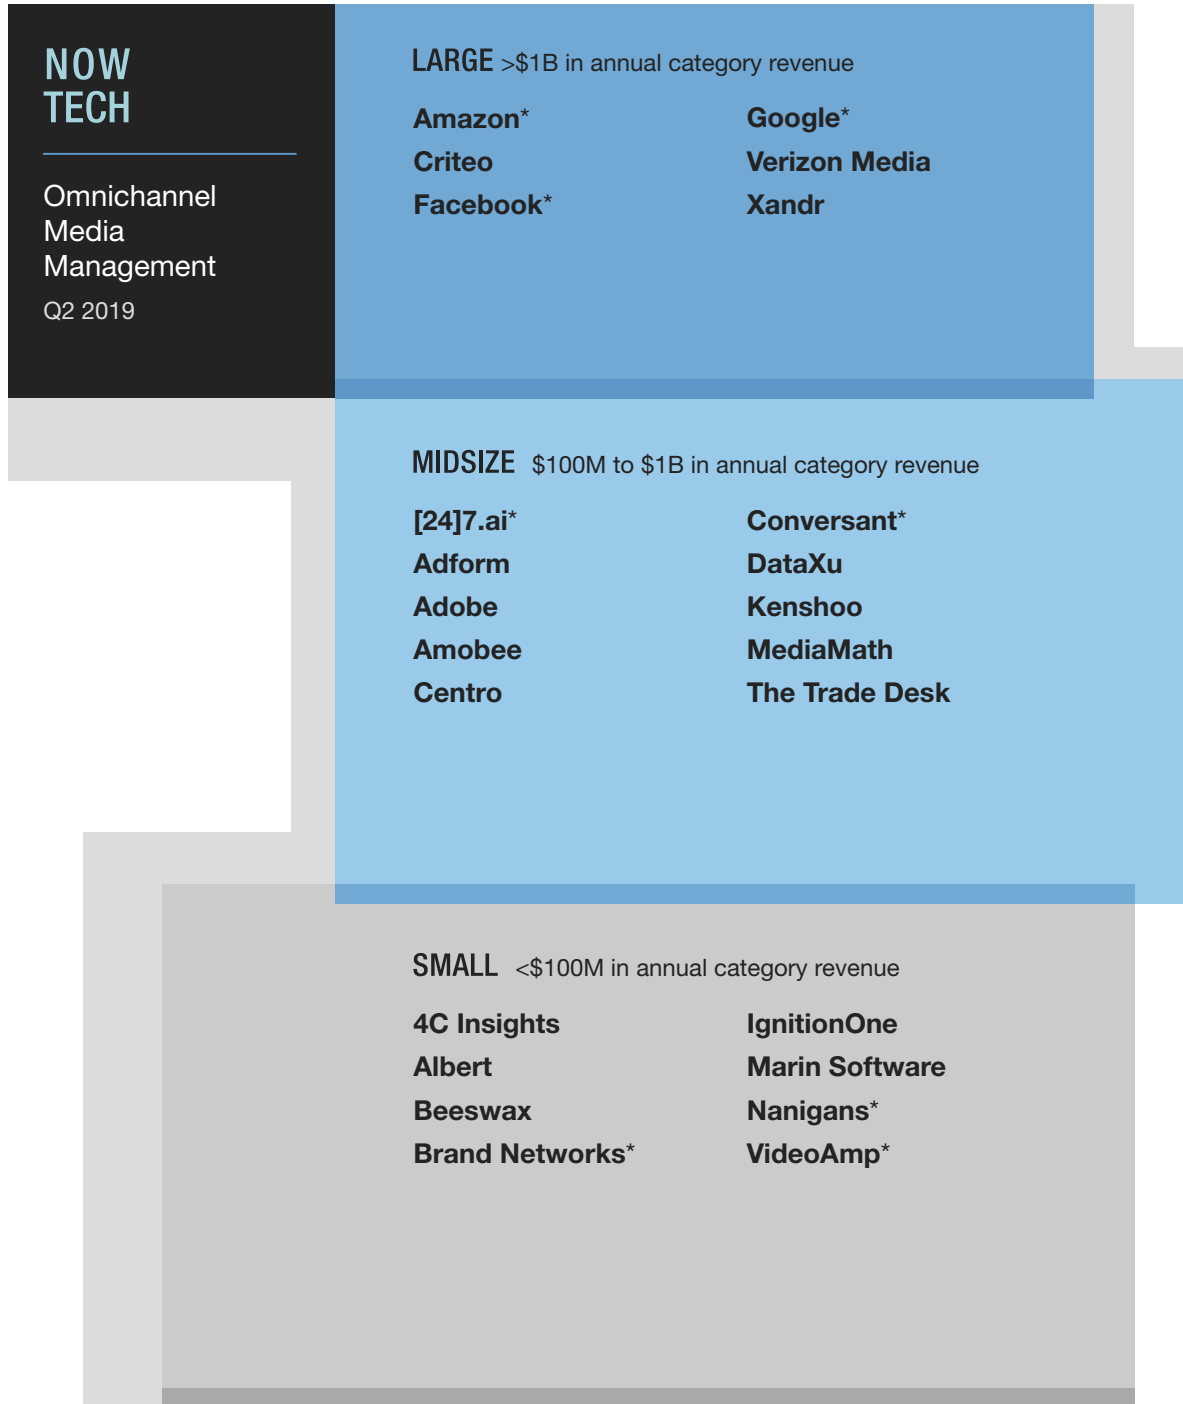 NOW
TECH
Omnichannel
Media
Management
Q2 2019
LARGE >$1B in annual category revenue
Amazon*
Criteo
Facebook*
Google*
Verizon Media
Xandr
MIDSIZE $100M to $1B in annual category revenue
[24]7.ai*
Adform
Adobe
Amobee
Centro
Conversant*
DataXu
Kenshoo
MediaMath
The Trade Desk
SMALL <$100M in annual category revenue
4C Insights
Albert
Beeswax
Brand Networks*
IgnitionOne
Marin Software
Nanigans*
VideoAmp*